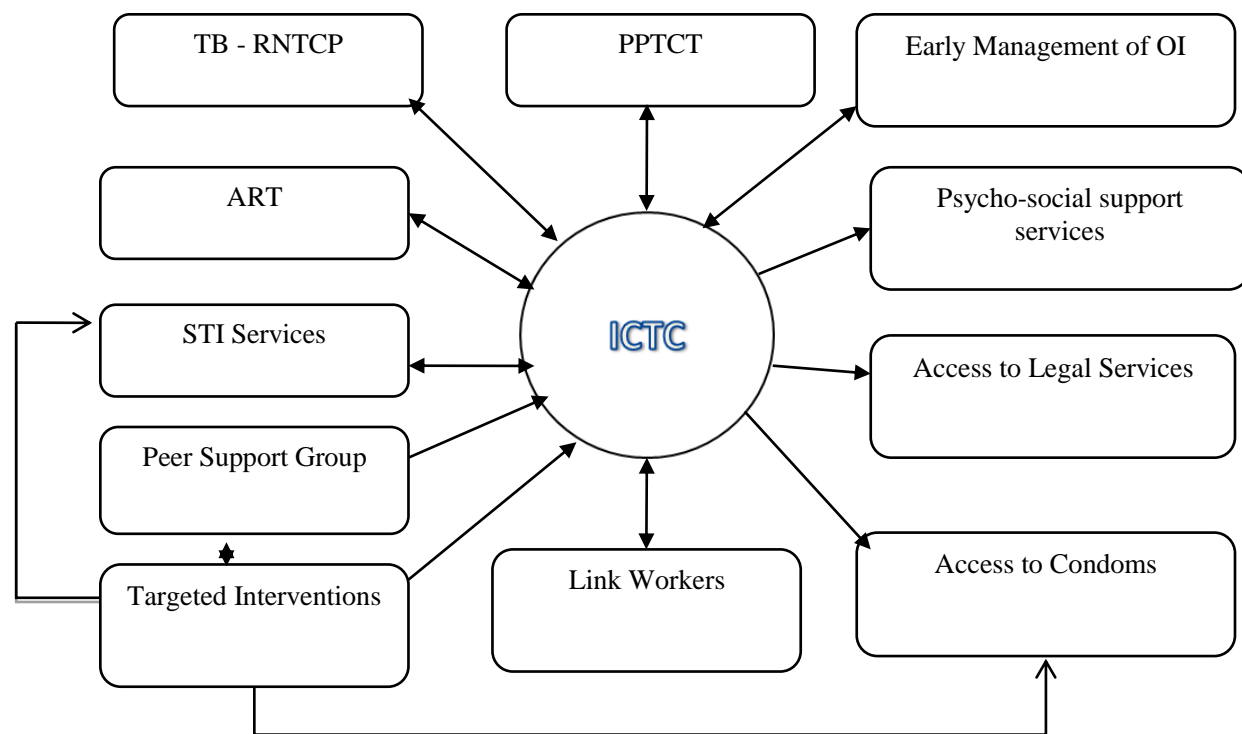 TB - RNTCP
PPTCT
Early Management of OI
ART
Psycho-social support
services
STI Services
ICTC
Access to Legal Services
Peer Support Group
Targeted Interventions
Link Workers
Access to Condoms